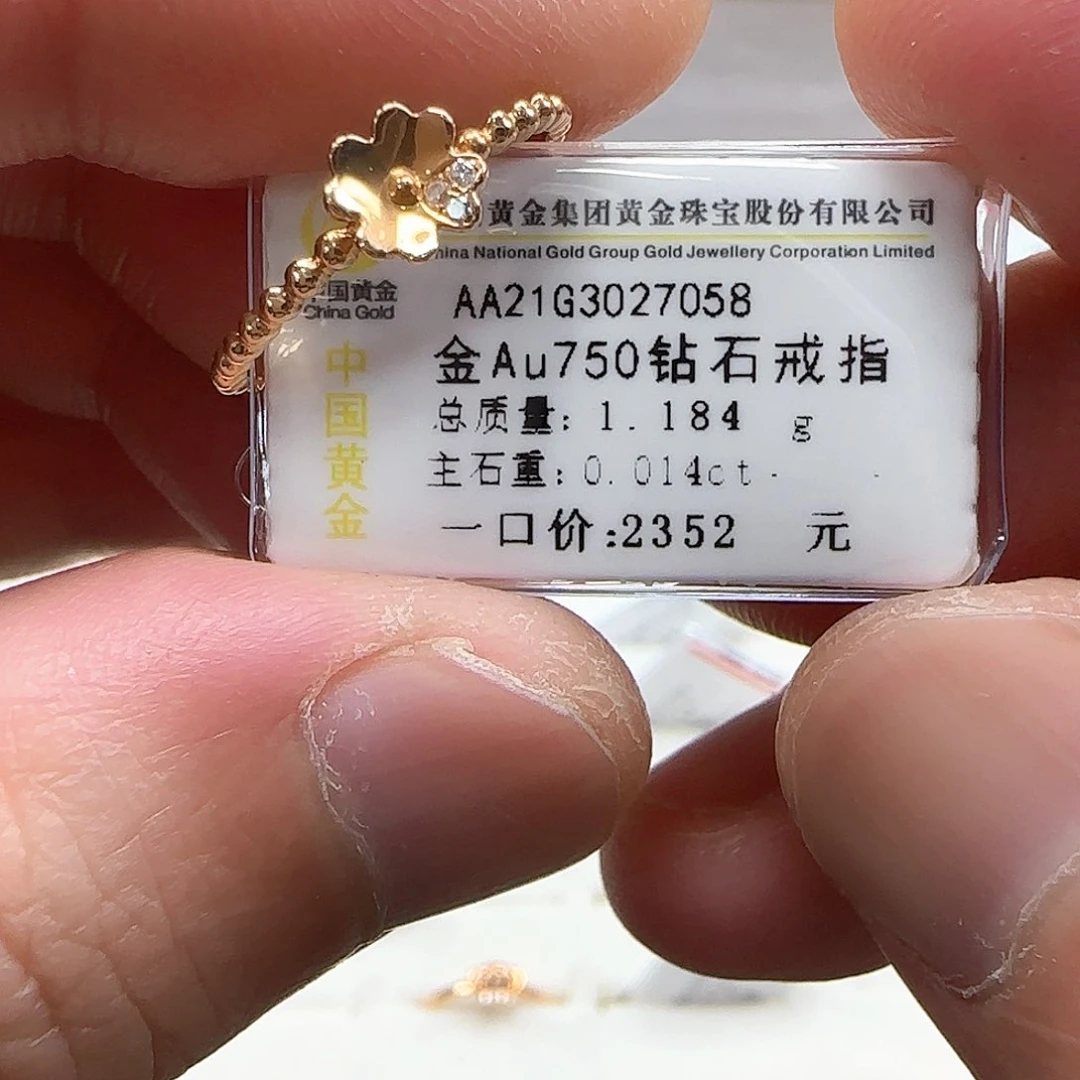 黄金集团黄金珠宝股份有限公司
China National Gold Group Gold Jewellery Corporation Limited
中国黄金
China Gold
AA21G3027058
金Au750钻石戒指
总质量:1.184 g
主石重:0.014ct
一口价:2352 元
中国黄金